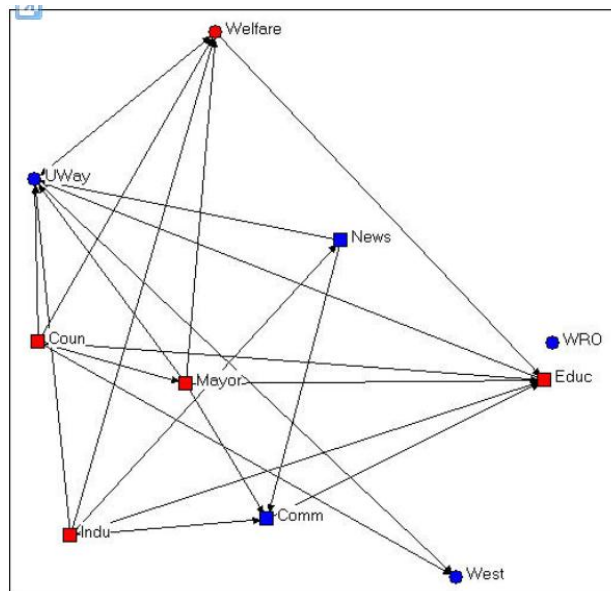 Welfare
UWay
News
Coun
WRO
Mayor
Educ
Comm
Indu
West